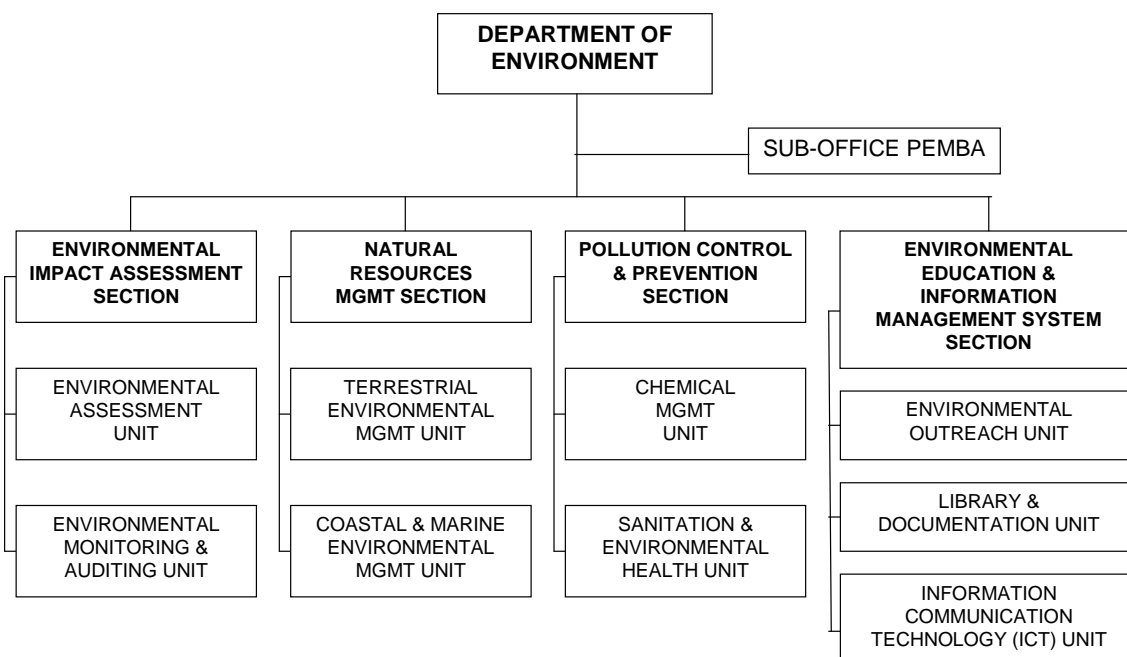 DEPARTMENT OF
ENVIRONMENT
SUB-OFFICE PEMBA
ENVIRONMENTAL
IMPACT ASSESSMENT
SECTION
ENVIRONMENTAL
ASSESSMENT
UNIT
ENVIRONMENTAL
MONITORING &
AUDITING UNIT
NATURAL
RESOURCES
MGMT SECTION
TERRESTRIAL
ENVIRONMENTAL
MGMT UNIT
COASTAL & MARINE
ENVIRONMENTAL
MGMT UNIT
POLLUTION CONTROL
& PREVENTION
SECTION
CHEMICAL
MGMT
UNIT
SANITATION &
ENVIRONMENTAL
HEALTH UNIT
ENVIRONMENTAL
EDUCATION &
INFORMATION
MANAGEMENT SYSTEM
SECTION
ENVIRONMENTAL
OUTREACH UNIT
LIBRARY &
DOCUMENTATION UNIT
INFORMATION
COMMUNICATION
TECHNOLOGY (ICT) UNIT